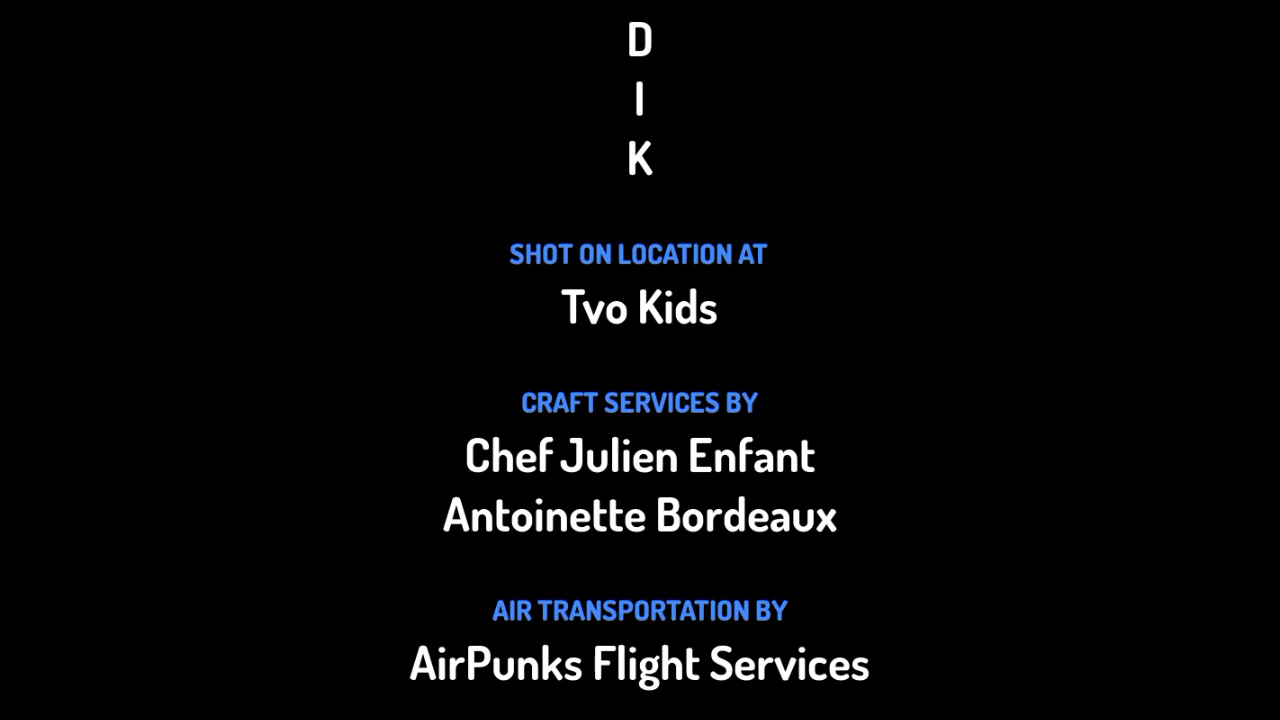 D
I
K
SHOT ON LOCATION AT
Tvo Kids
CRAFT SERVICES BY
Chef Julien Enfant
Antoinette Bordeaux
AIR TRANSPORTATION BY
AirPunks Flight Services